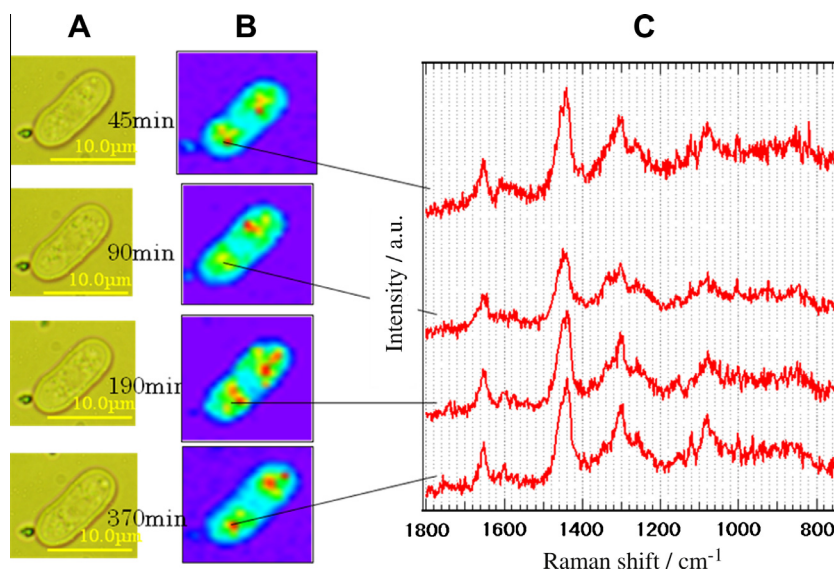 A B C
45min
10.0µm
90min
10.0µm
190min
10.0µm
370min
10.0µm
Intensity / a.u.
1800 1600 1400 1200 1000 800
Raman shift / cm⁻¹